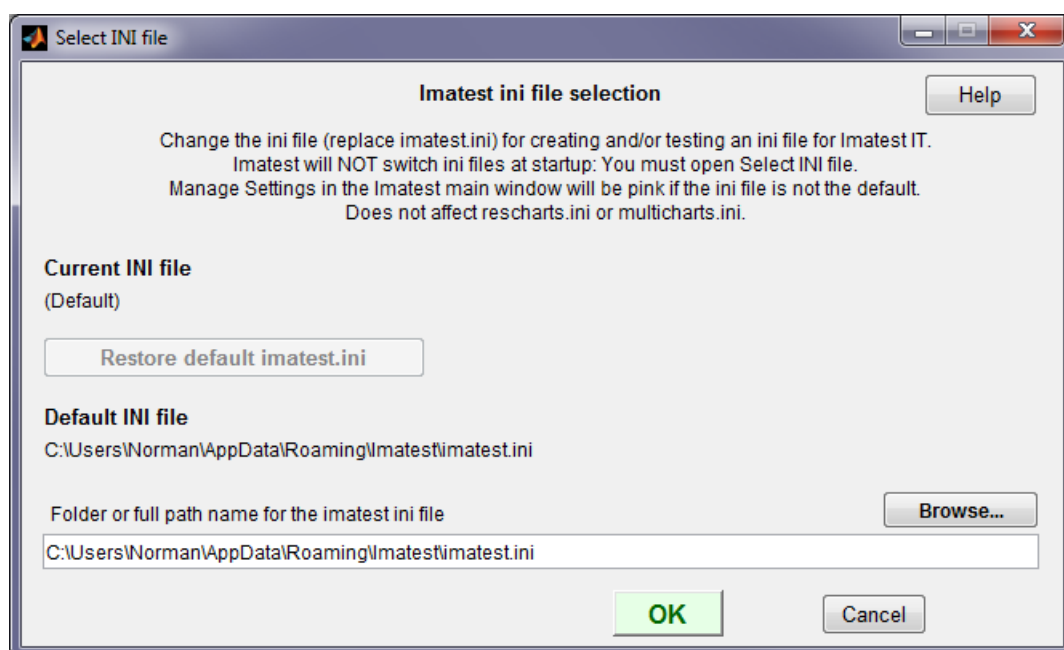 Select INI file
Imatest ini file selection
Help
Change the ini file (replace imatest.ini) for creating and/or testing an ini file for Imatest IT.
Imatest will NOT switch ini files at startup: You must open Select INI file.
Manage Settings in the Imatest main window will be pink if the ini file is not the default.
Does not affect rescharts.ini or multicharts.ini.
Current INI file
(Default)
Restore default imatest.ini
Default INI file
C:\Users\Norman\AppData\Roaming\Imatest\imatest.ini
Folder or full path name for the imatest ini file
Browse...
C:\Users\Norman\AppData\Roaming\Imatest\imatest.ini
OK
Cancel